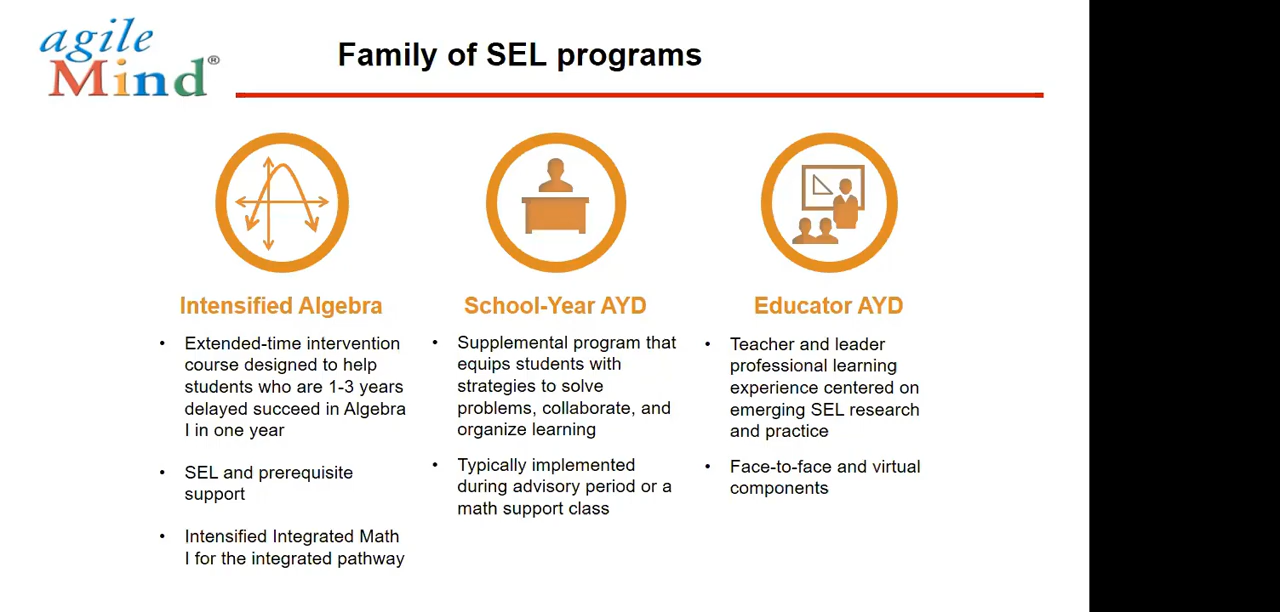 agile
Mind®
Family of SEL programs
Intensified Algebra
• Extended-time intervention
course designed to help
students who are 1-3 years
delayed succeed in Algebra
I in one year
• SEL and prerequisite
support
• Intensified Integrated Math
I for the integrated pathway
School-Year AYD
• Supplemental program that
equips students with
strategies to solve
problems, collaborate, and
organize learning
• Typically implemented
during advisory period or a
math support class
Educator AYD
• Teacher and leader
professional learning
experience centered on
emerging SEL research
and practice
• Face-to-face and virtual
components